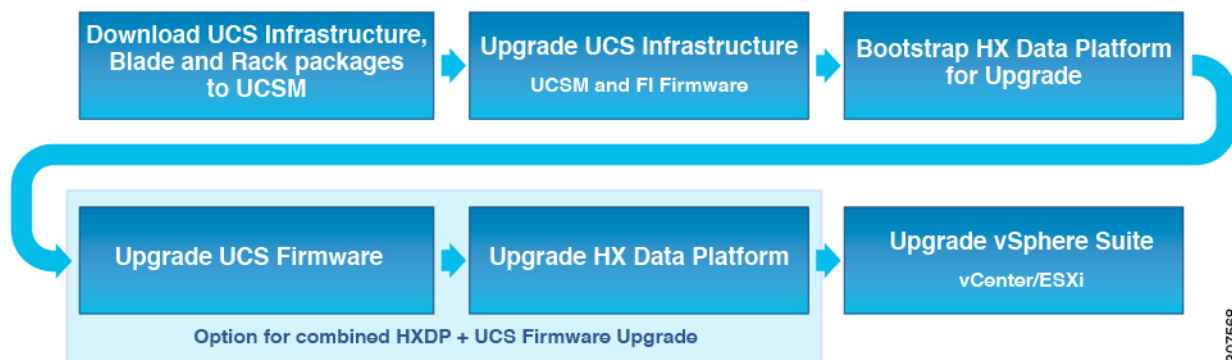 Download UCS Infrastructure,
Blade and Rack packages
to UCSM
Upgrade UCS Infrastructure
UCSM and FI Firmware
Bootstrap HX Data Platform
for Upgrade
Upgrade UCS Firmware
Upgrade HX Data Platform
Upgrade vSphere Suite
vCenter/ESXi
Option for combined HXDP + UCS Firmware Upgrade